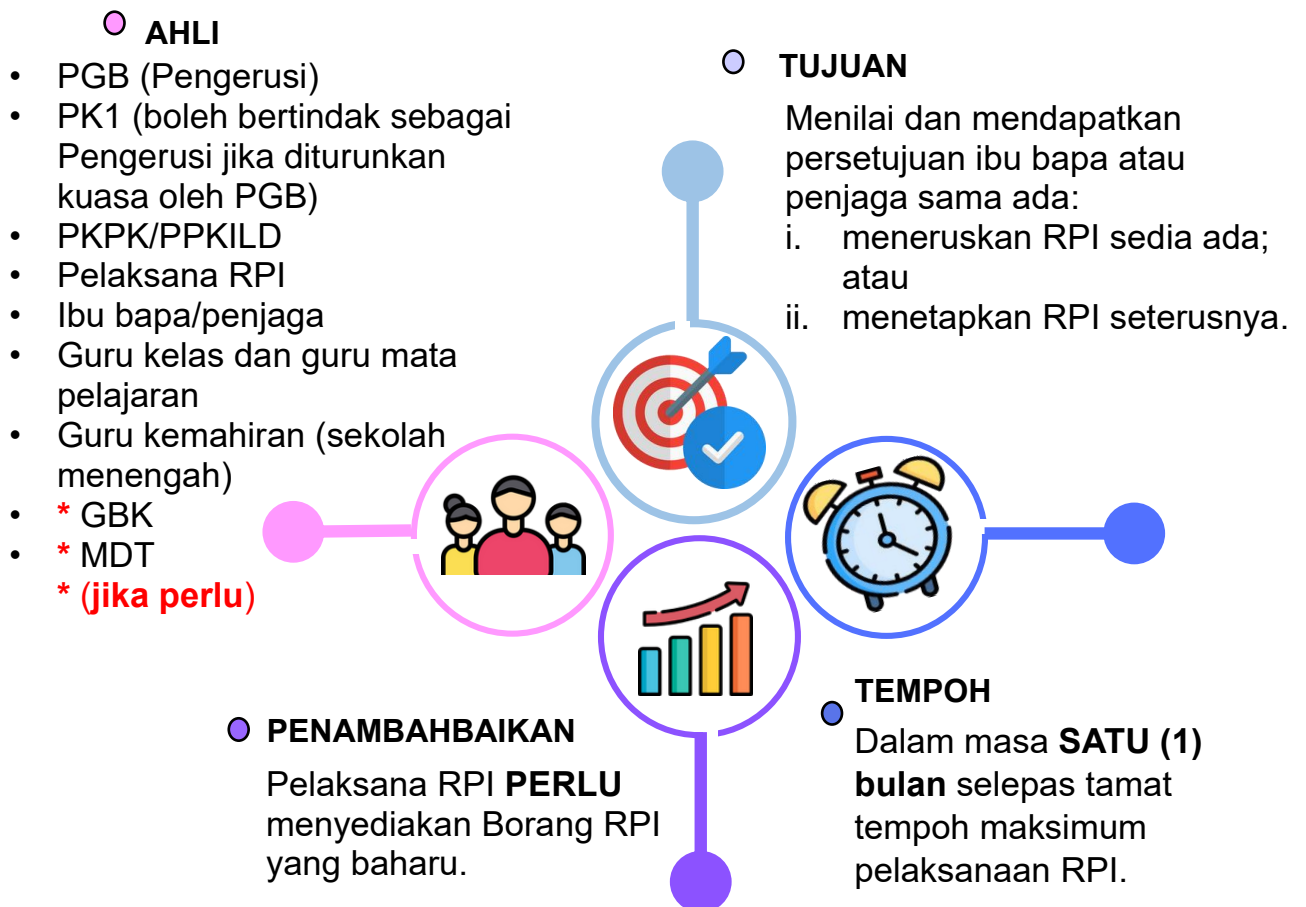 AHLI
• PGB (Pengerusi)
• PK1 (boleh bertindak sebagai
Pengerusi jika diturunkan
kuasa oleh PGB)
• PKPK/PPKILD
• Pelaksana RPI
• Ibu bapa/penjaga
• Guru kelas dan guru mata
pelajaran
• Guru kemahiran (sekolah
menengah)
• * GBK
• * MDT
* (jika perlu)
TUJUAN
Menilai dan mendapatkan
persetujuan ibu bapa atau
penjaga sama ada:
i. meneruskan RPI sedia ada;
atau
ii. menetapkan RPI seterusnya.
PENAMBAHBAIKAN
Pelaksana RPI PERLU
menyediakan Borang RPI
yang baharu.
TEMPOH
Dalam masa SATU (1)
bulan selepas tamat
tempoh maksimum
pelaksanaan RPI.